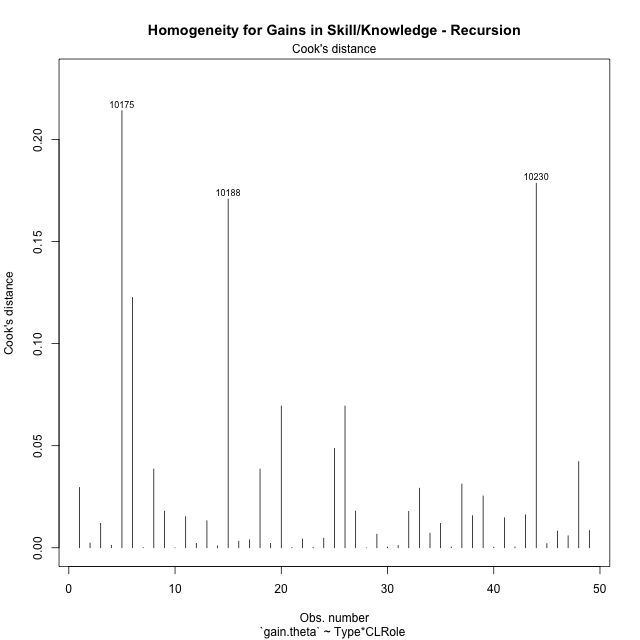 Homogeneity for Gains in Skill/Knowledge - Recursion
Cook's distance
10175
10230
10188
Cook's distance
0.20
0.15
0.10
0.05
0.00
0 10 20 30 40 50
Obs. number
`gain.theta` ~ Type*CLRole